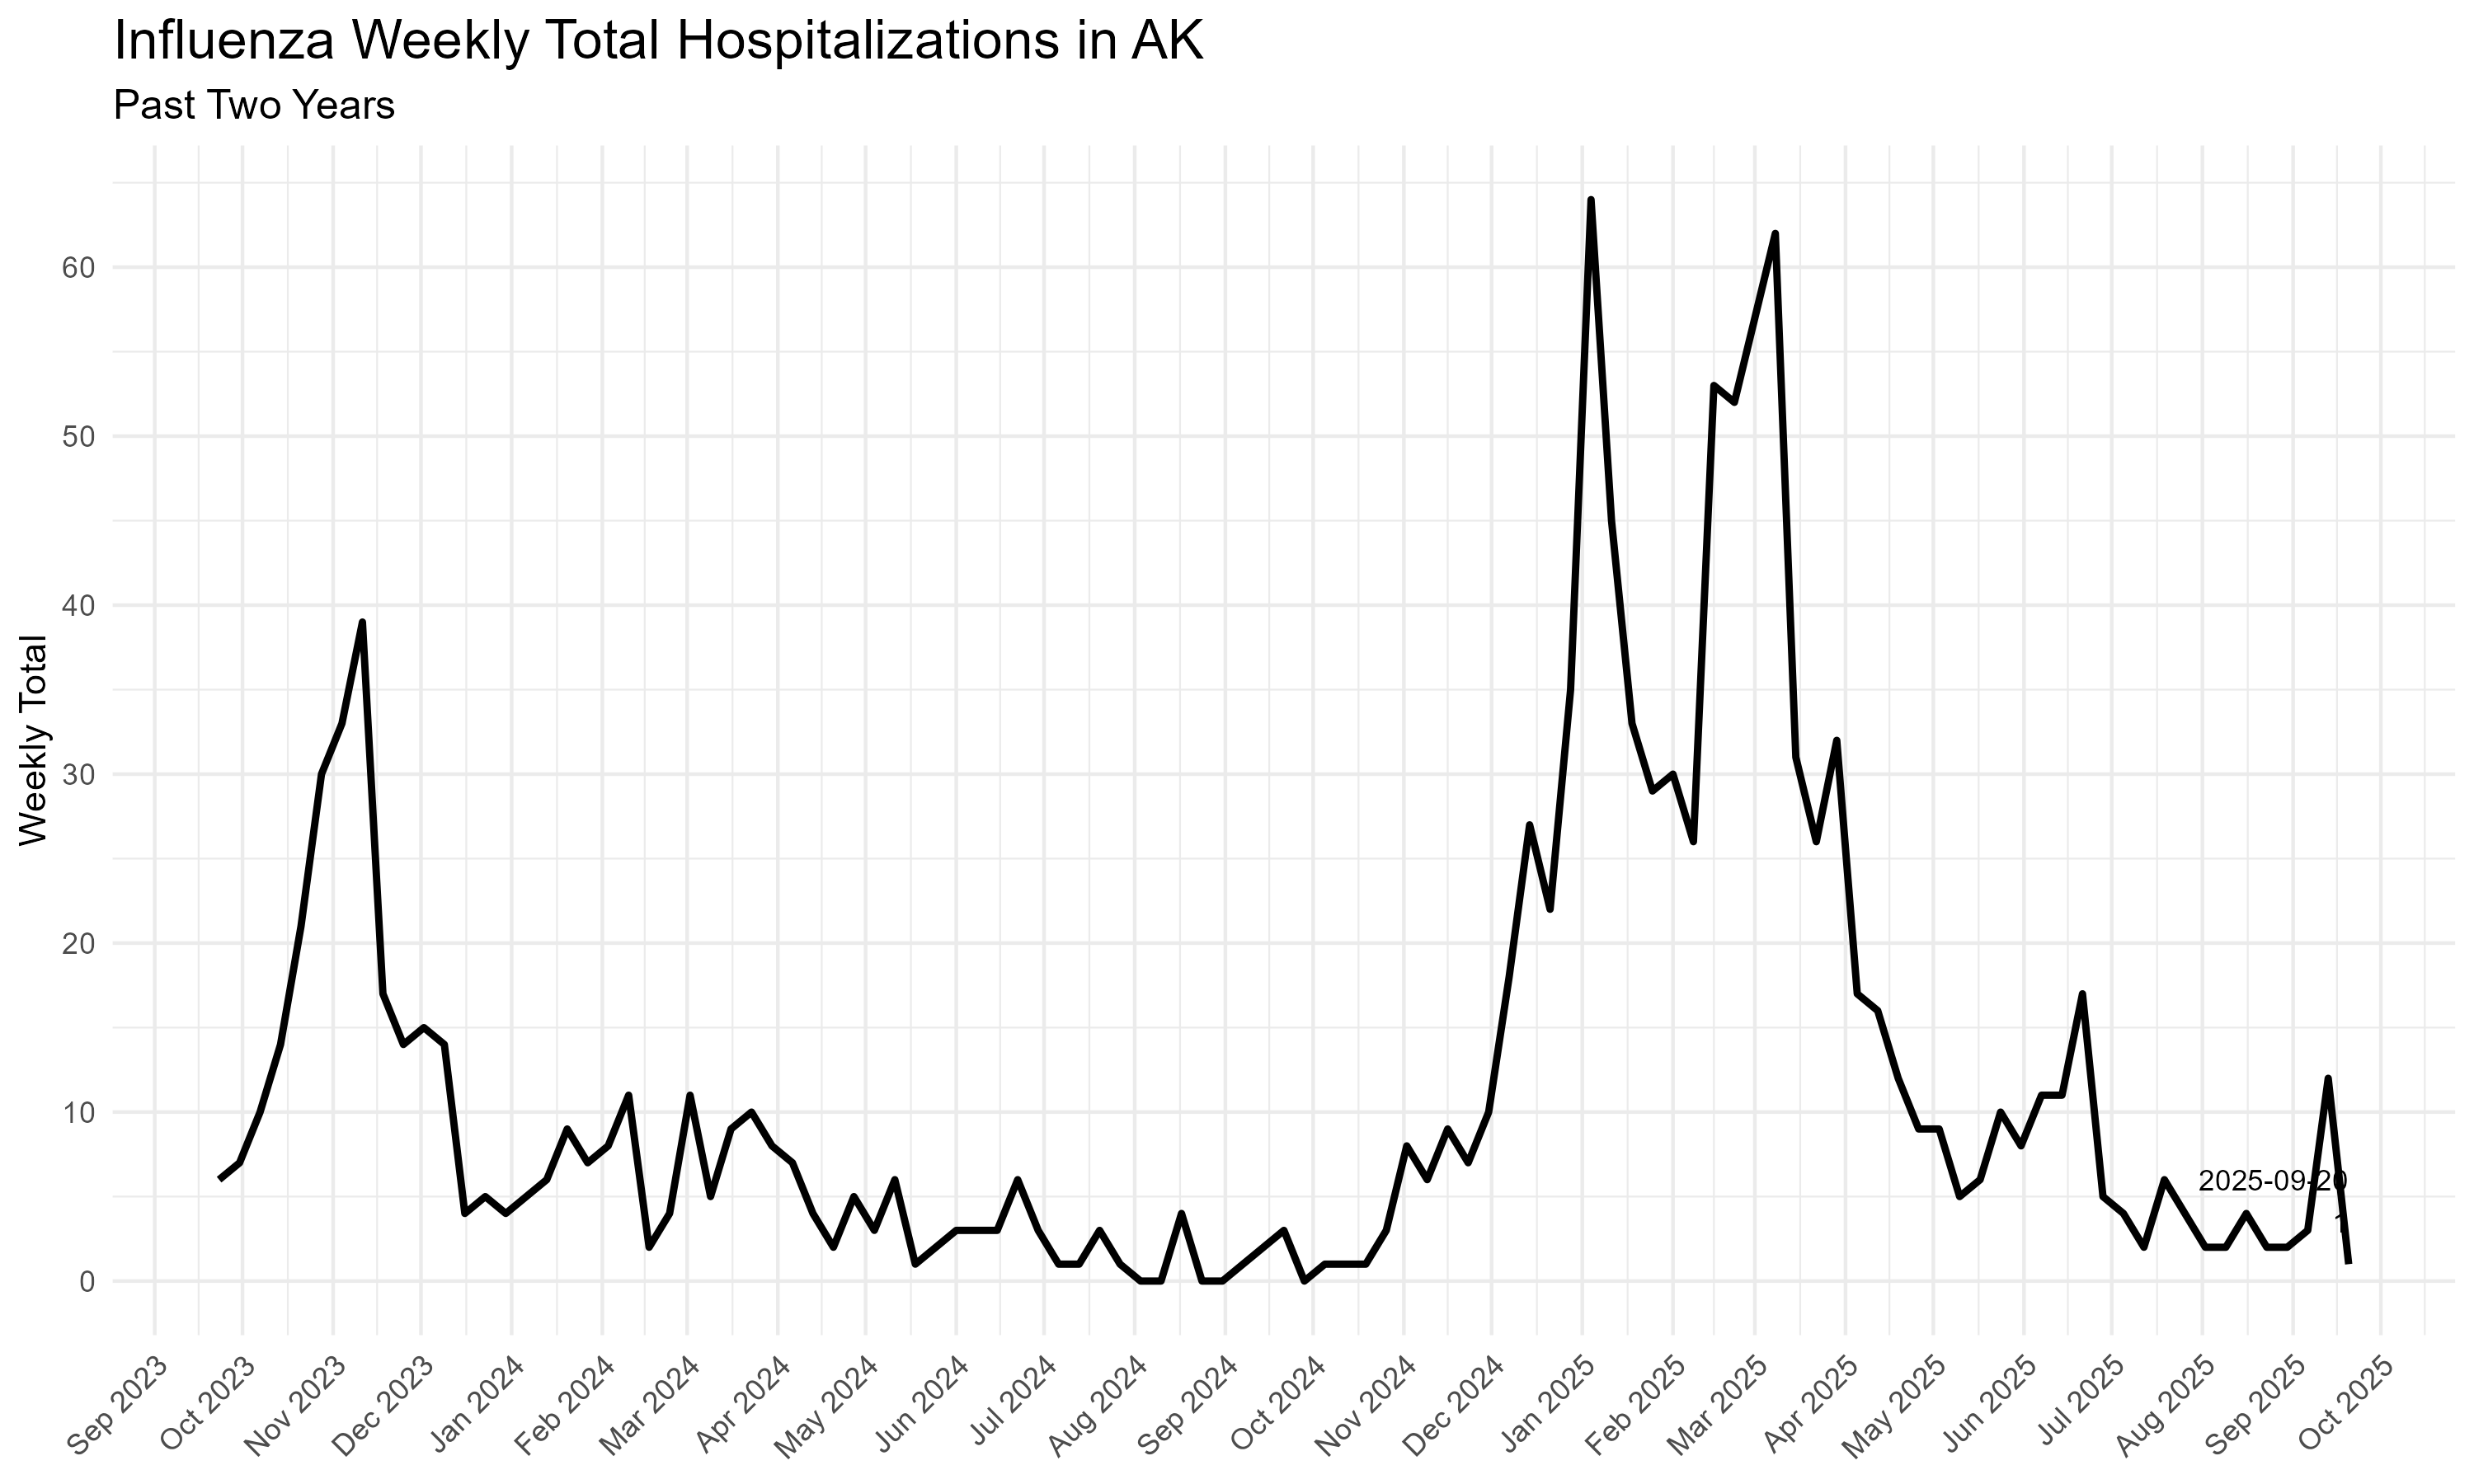 Influenza Weekly Total Hospitalizations in AK
Past Two Years
Weekly Total
60
50
40
30
20
10
0
2025-09-20
1
Sep 2023
Oct 2023
Nov 2023
Dec 2023
Jan 2024
Feb 2024
Mar 2024
Apr 2024
May 2024
Jun 2024
Jul 2024
Aug 2024
Sep 2024
Oct 2024
Nov 2024
Dec 2024
Jan 2025
Feb 2025
Mar 2025
Apr 2025
May 2025
Jun 2025
Jul 2025
Aug 2025
Sep 2025
Oct 2025